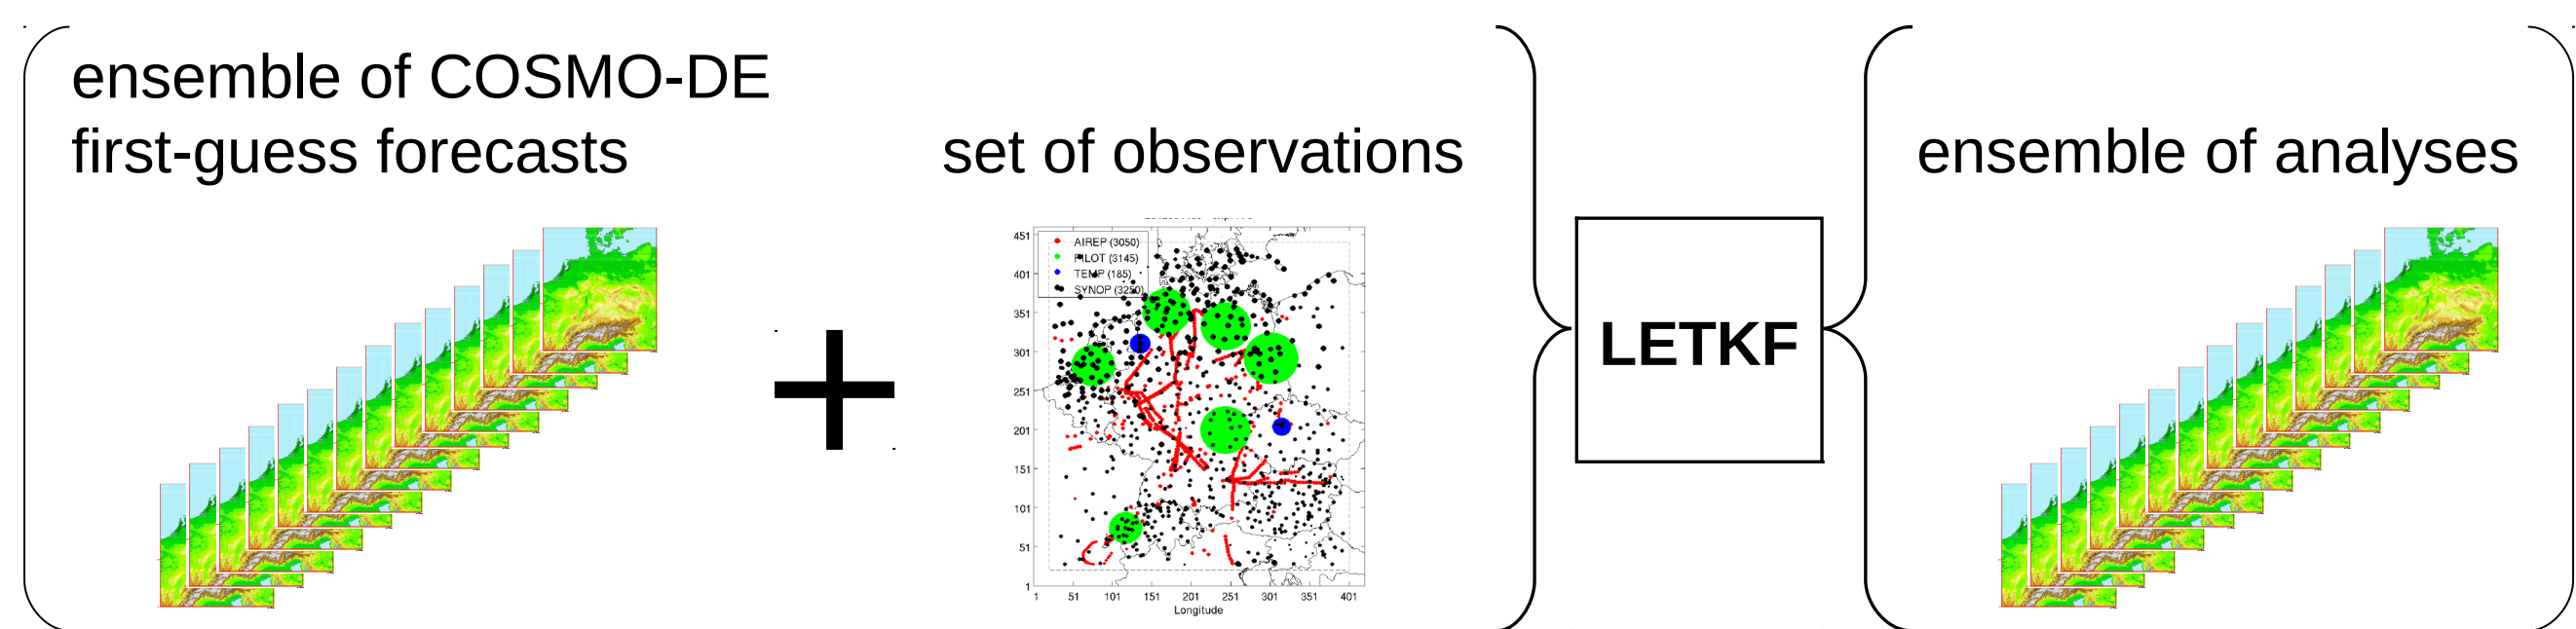 ensemble of COSMO-DE
first-guess forecasts
set of observations
LETKF
ensemble of analyses
AIREP (3050)
PILOT (3145)
TEMP (185)
SYNOP (3250)
451
401
351
301
251
201
151
101
51
1
1 51 101 151 201 251 301 351 401
Longitude